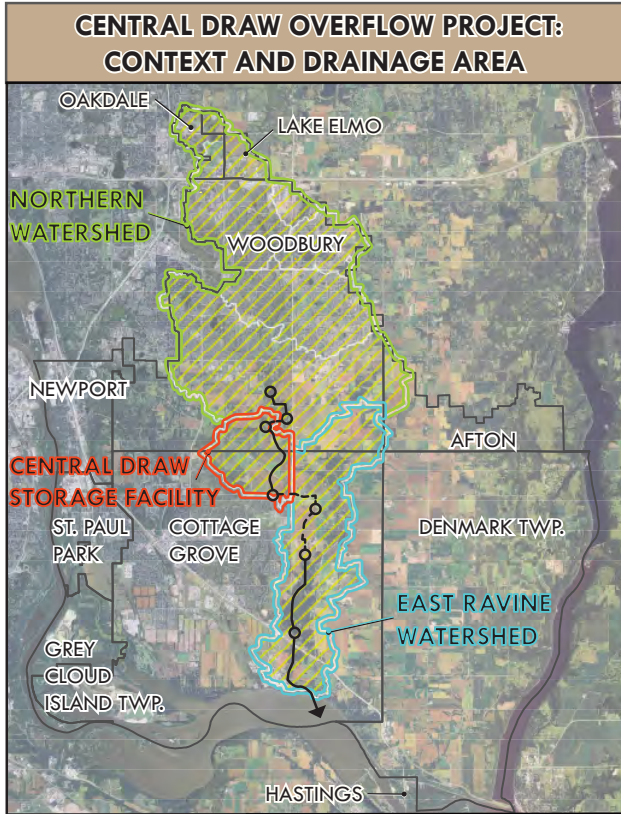 CENTRAL DRAW OVERFLOW PROJECT:
CONTEXT AND DRAINAGE AREA
OAKDALE
LAKE ELMO
NORTHERN
WATERSHED
WOODBURY
NEWPORT
AFTON
CENTRAL DRAW
STORAGE FACILITY
ST. PAUL
PARK
COTTAGE
GROVE
DENMARK TWP.
EAST RAVINE
WATERSHED
GREY
CLOUD
ISLAND TWP.
HASTINGS